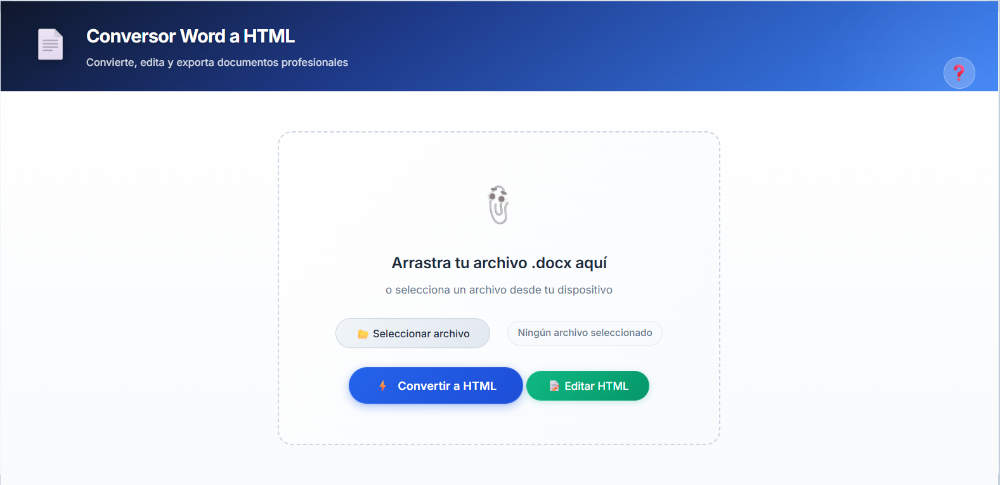 Conversor Word a HTML
Convierte, edita y exporta documentos profesionales
❓
Arrastra tu archivo .docx aquí
o selecciona un archivo desde tu dispositivo
Seleccionar archivo
Ningún archivo seleccionado
Convertir a HTML
Editar HTML